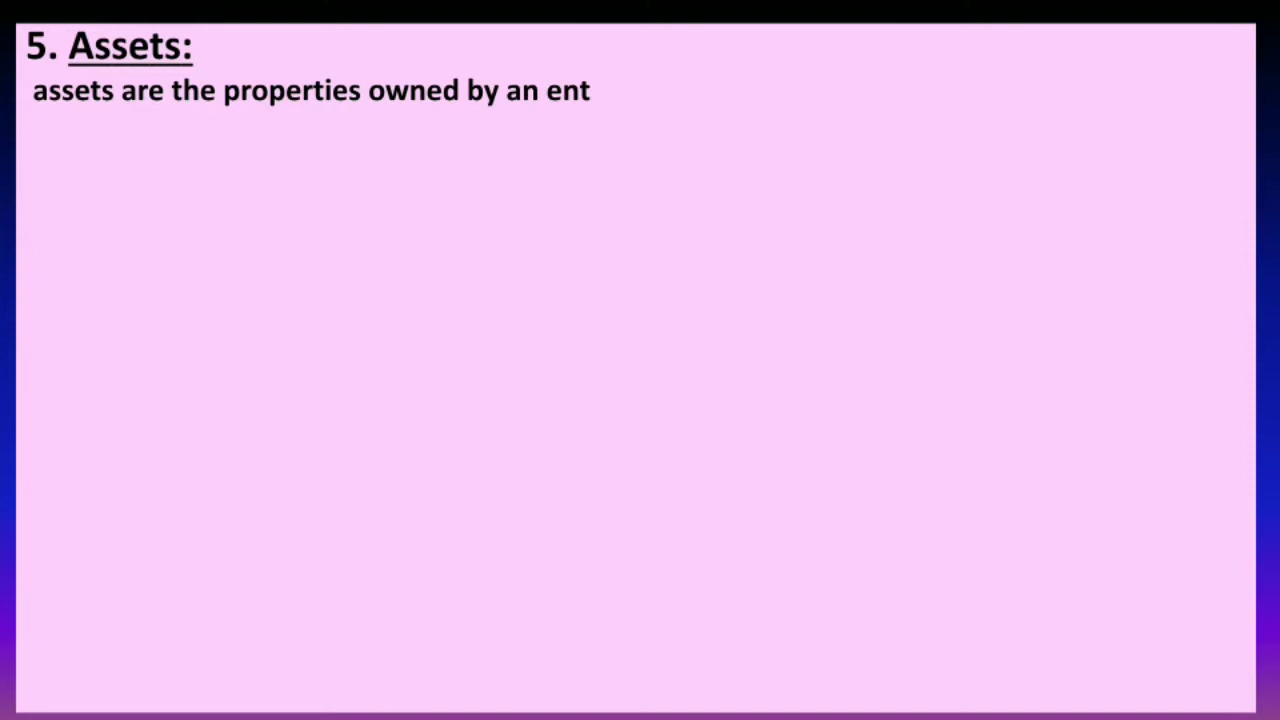 5. Assets:
assets are the properties owned by an ent